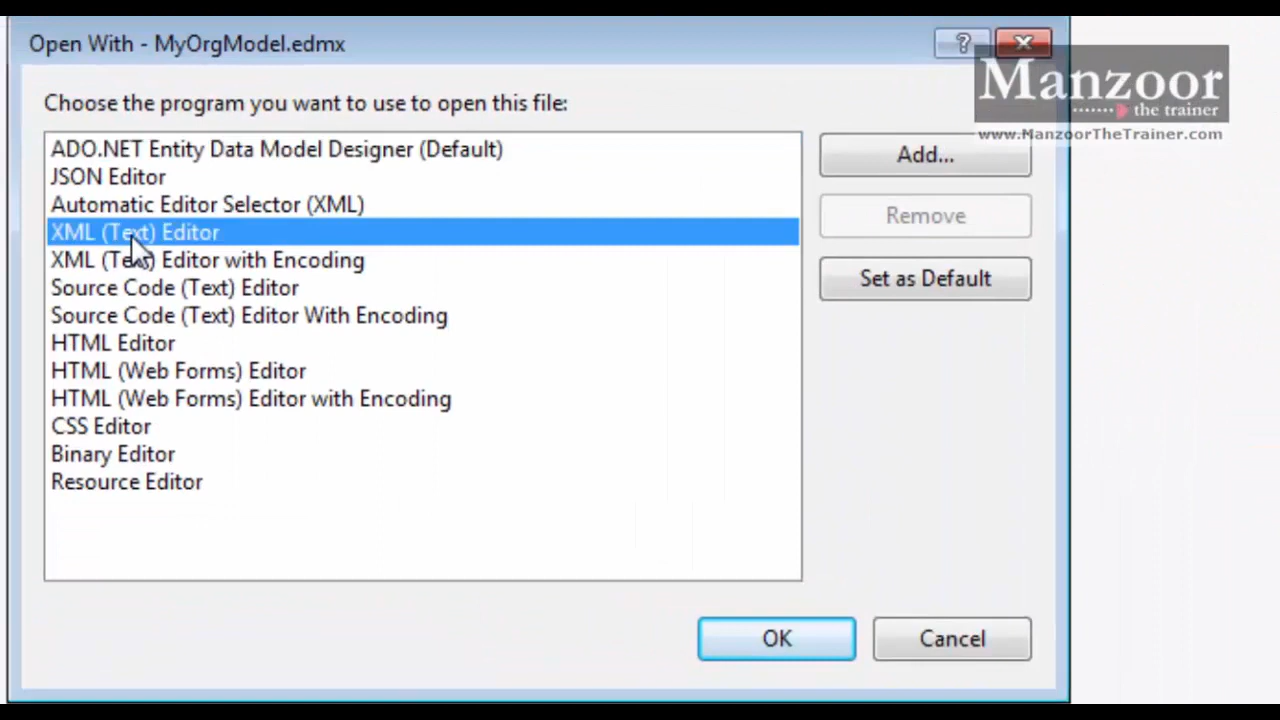 Open With - MyOrgModel.edmx
?
Manzoor
the trainer
www.ManzoorTheTrainer.com
Choose the program you want to use to open this file:
ADO.NET Entity Data Model Designer (Default)
JSON Editor
Automatic Editor Selector (XML)
XML (Text) Editor
XML (Text) Editor with Encoding
Source Code (Text) Editor
Source Code (Text) Editor With Encoding
HTML Editor
HTML (Web Forms) Editor
HTML (Web Forms) Editor with Encoding
CSS Editor
Binary Editor
Resource Editor
Add...
Remove
Set as Default
OK
Cancel